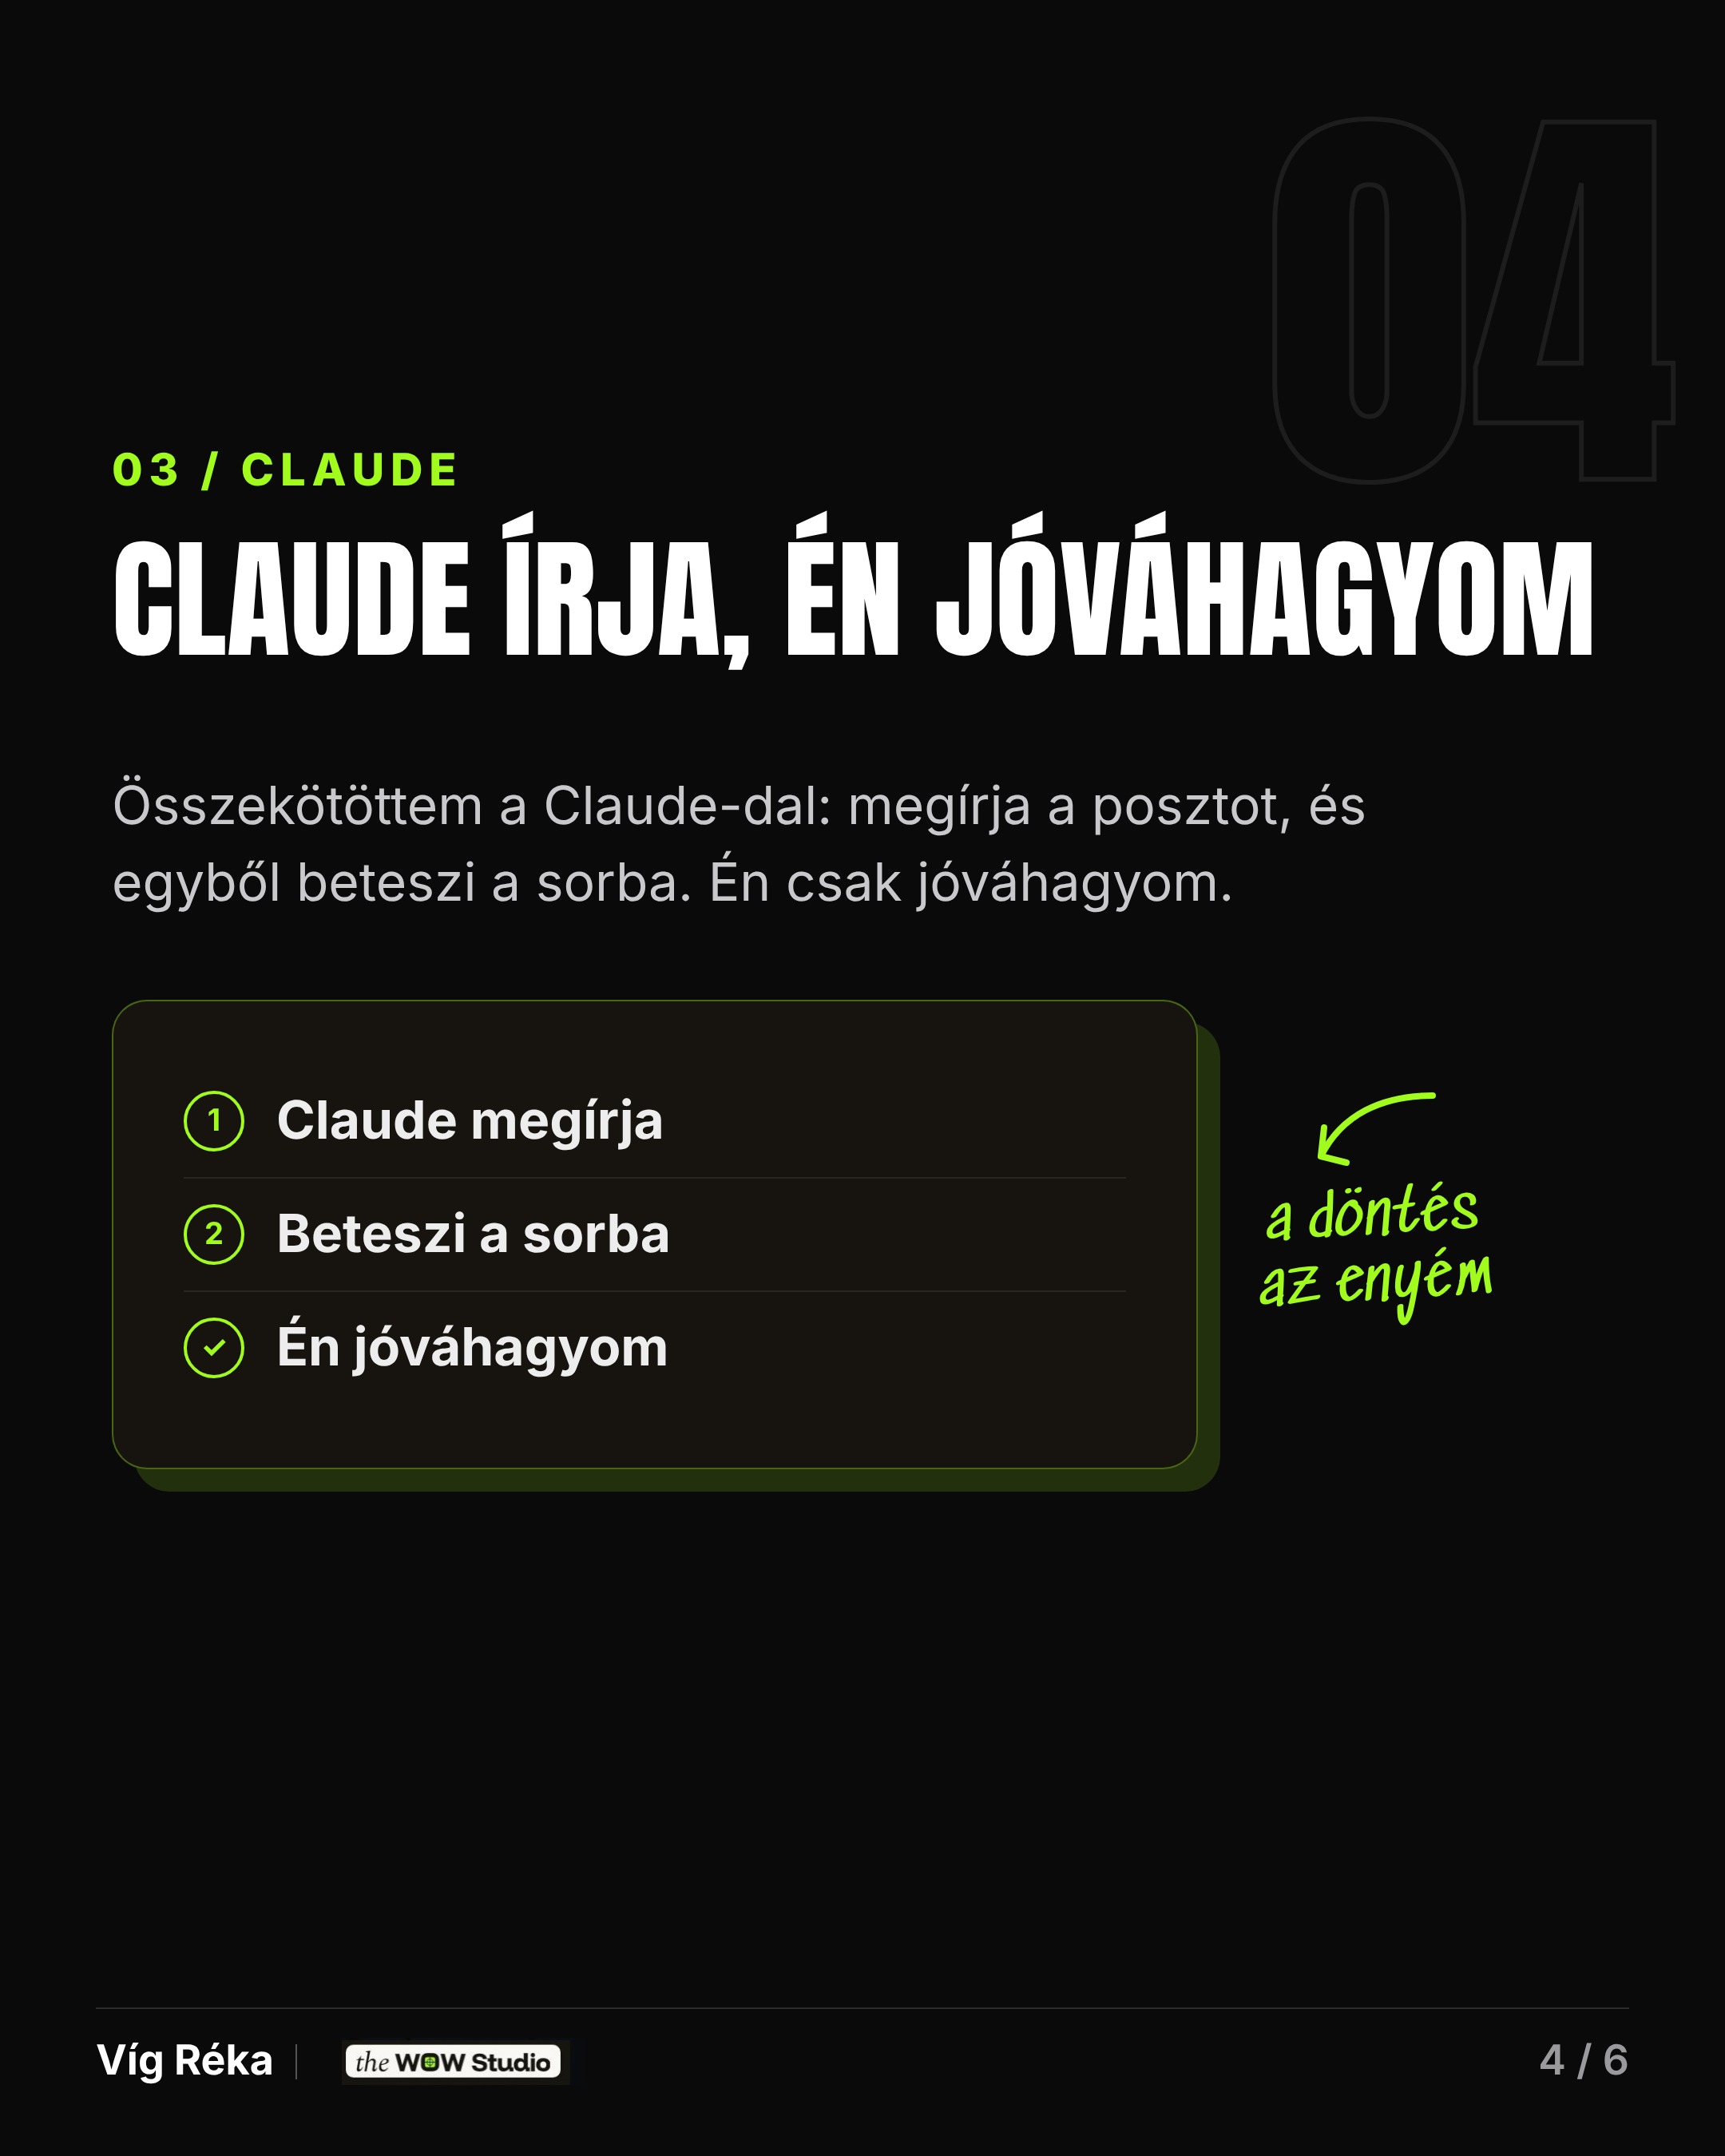 04
03 / CLAUDE
CLAUDE ÍRJA, ÉN JÓVÁHAGYOM
Összekötöttem a Claude-dal: megírja a posztot, és
egyből beteszi a sorba. Én csak jóváhagyom.
1 Claude megírja
2 Beteszi a sorba
Én jóváhagyom
a döntés
az enyém
Víg Réka
the WOW Studio
4 / 6